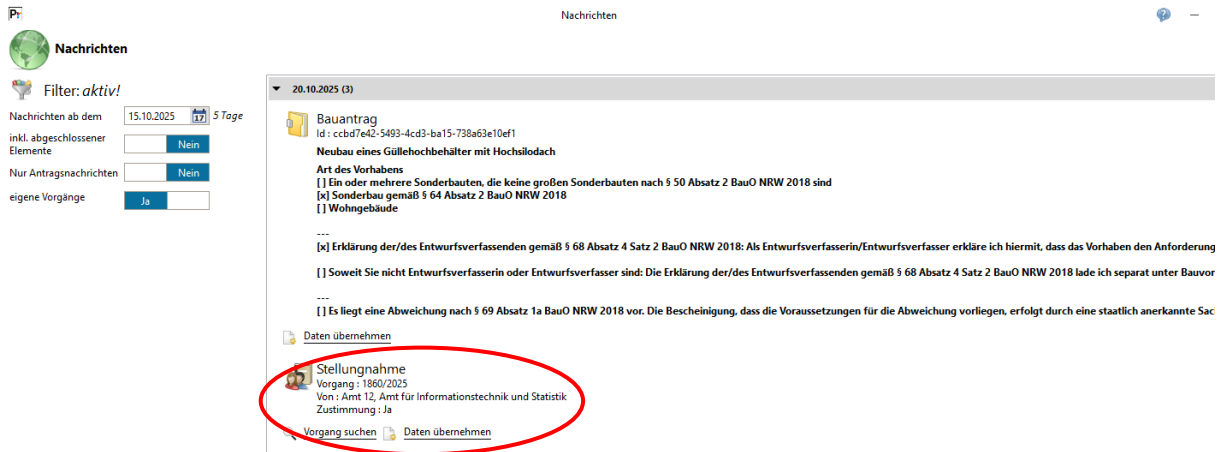 Nachrichten
Nachrichten
Filter: aktiv!
Nachrichten ab dem 15.10.2025 17 5 Tage
inkl. abgeschlossener Elemente Nein
Nur Antragsnachrichten Nein
eigene Vorgänge Ja
20.10.2025 (3)
Bauantrag
Id : ccbd7e42-5493-4cd3-ba15-738a63e10ef1
Neubau eines Güllehochbehälter mit Hochsilodach
Art des Vorhabens
[ ] Ein oder mehrere Sonderbauten, die keine großen Sonderbauten nach § 50 Absatz 2 BauO NRW 2018 sind
[x] Sonderbau gemäß § 64 Absatz 2 BauO NRW 2018
[ ] Wohngebäude
---
[x] Erklärung der/des Entwurfsverfassenden gemäß § 68 Absatz 4 Satz 2 BauO NRW 2018: Als Entwurfsverfasserin/Entwurfsverfasser erkläre ich hiermit, dass das Vorhaben den Anforderung
[ ] Soweit Sie nicht Entwurfsverfasserin oder Entwurfsverfasser sind: Die Erklärung der/des Entwurfsverfassenden gemäß § 68 Absatz 4 Satz 2 BauO NRW 2018 lade ich separat unter Bauvor
---
[ ] Es liegt eine Abweichung nach § 69 Absatz 1a BauO NRW 2018 vor. Die Bescheinigung, dass die Voraussetzungen für die Abweichung vorliegen, erfolgt durch eine staatlich anerkannte Sac
Daten übernehmen
Stellungnahme
Vorgang : 1860/2025
Von : Amt 12, Amt für Informationstechnik und Statistik
Zustimmung : Ja
Vorgang suchen Daten übernehmen